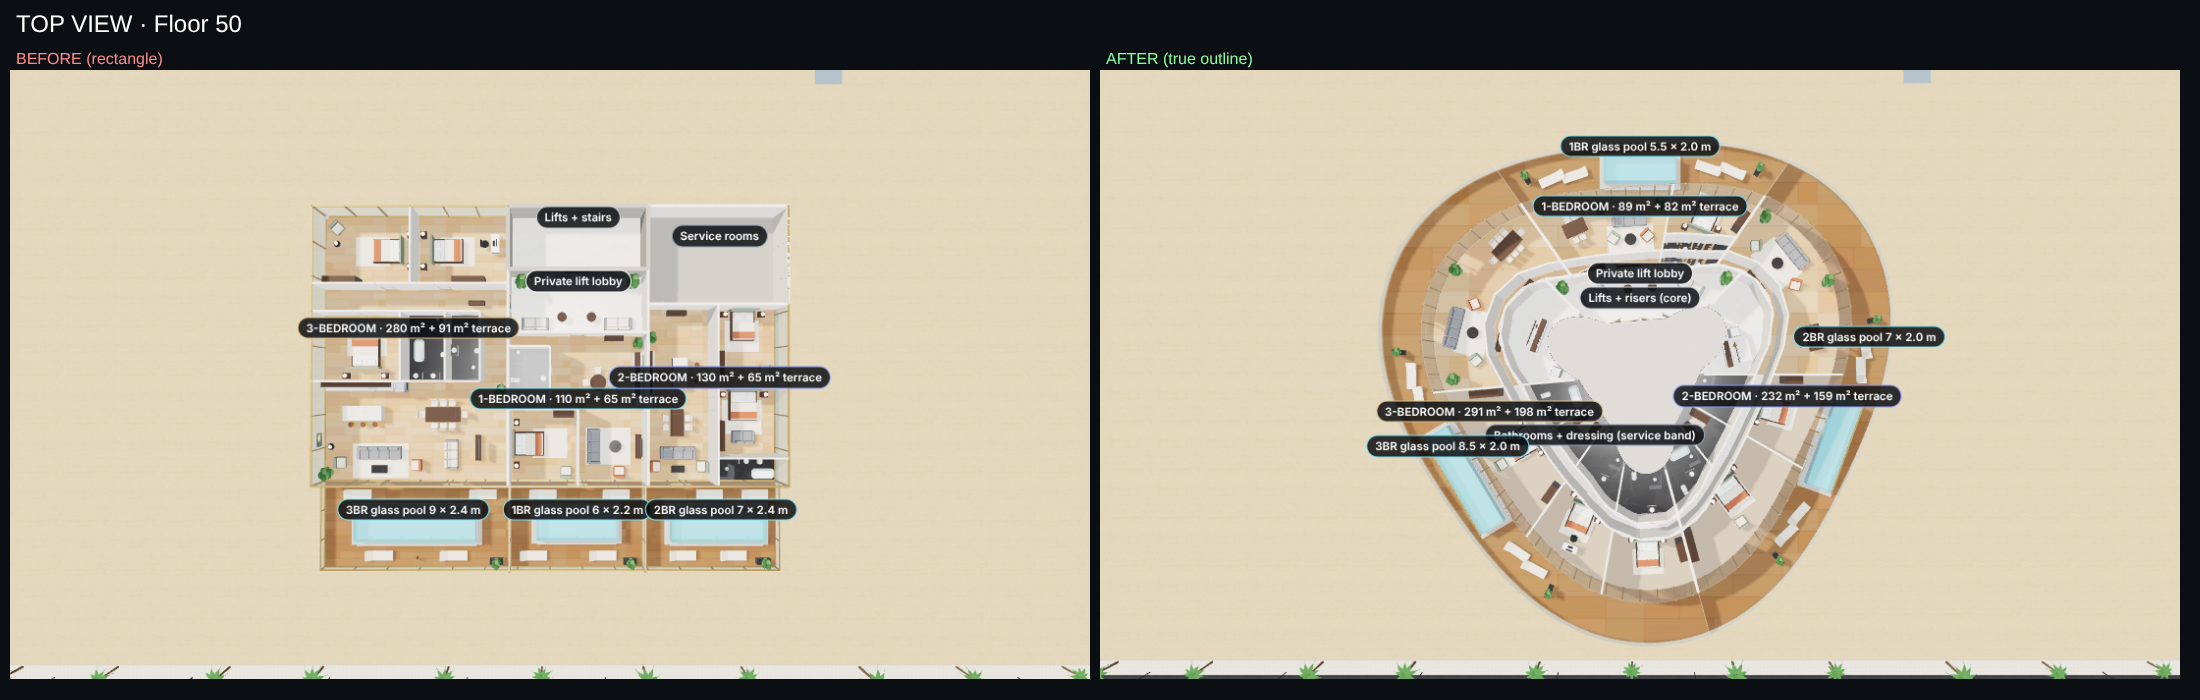 TOP VIEW · Floor 50
BEFORE (rectangle)
Lifts + stairs
Service rooms
Private lift lobby
3-BEDROOM · 280 m² + 91 m² terrace
2-BEDROOM · 130 m² + 65 m² terrace
1-BEDROOM · 110 m² + 65 m² terrace
3BR glass pool 9 × 2.4 m
1BR glass pool 6 × 2.2 m
2BR glass pool 7 × 2.4 m
AFTER (true outline)
1BR glass pool 5.5 × 2.0 m
1-BEDROOM · 89 m² + 82 m² terrace
Private lift lobby
Lifts + risers (core)
2BR glass pool 7 × 2.0 m
2-BEDROOM · 232 m² + 159 m² terrace
3-BEDROOM · 291 m² + 198 m² terrace
Bathrooms + dressing (service band)
3BR glass pool 8.5 × 2.0 m